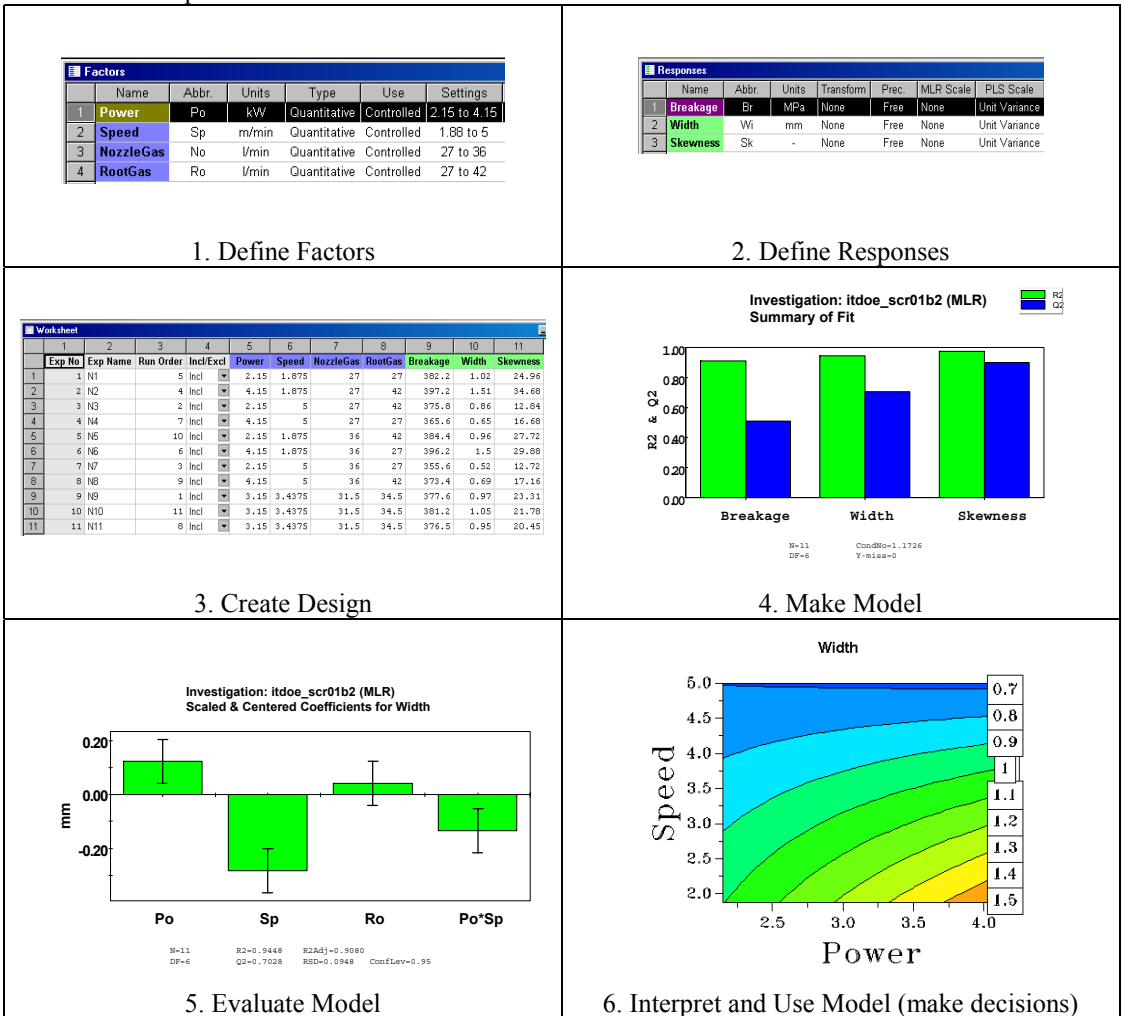 Factors
Name Abbr. Units Type Use Settings
1 Power Po kW Quantitative Controlled 2.15 to 4.15
2 Speed Sp m/min Quantitative Controlled 1.88 to 5
3 NozzleGas No l/min Quantitative Controlled 27 to 36
4 RootGas Ro l/min Quantitative Controlled 27 to 42
1. Define Factors
Responses
Name Abbr. Units Transform Prec. MLR Scale PLS Scale
1 Breakage Br MPa None Free None Unit Variance
2 Width Wi mm None Free None Unit Variance
3 Skewness Sk - None Free None Unit Variance
2. Define Responses
Worksheet
1 2 3 4 5 6 7 8 9 10 11
Exp No Exp Name Run Order Incl/Excl Power Speed NozzleGas RootGas Breakage Width Skewness
1 1 N1 5 Incl 2.15 1.875 27 27 382.2 1.02 24.96
2 2 N2 4 Incl 4.15 1.875 27 42 397.2 1.51 34.68
3 3 N3 2 Incl 2.15 5 27 42 375.8 0.86 12.84
4 4 N4 7 Incl 4.15 5 27 27 365.6 0.65 16.68
5 5 N5 10 Incl 2.15 1.875 36 42 384.4 0.96 27.72
6 6 N6 6 Incl 4.15 1.875 36 27 396.2 1.5 29.88
7 7 N7 3 Incl 2.15 5 36 27 355.6 0.52 12.72
8 8 N8 9 Incl 4.15 5 36 42 373.4 0.69 17.16
9 9 N9 1 Incl 3.15 3.4375 31.5 34.5 377.6 0.97 23.31
10 10 N10 11 Incl 3.15 3.4375 31.5 34.5 381.2 1.05 21.78
11 11 N11 8 Incl 3.15 3.4375 31.5 34.5 376.5 0.95 20.45
3. Create Design
Investigation: itdoe_scr01b2 (MLR)
Summary of Fit
R2
Q2
1.00
0.80
0.60
0.40
0.20
0.00
R2 & Q2
Breakage Width Skewness
N=11 CondNo=1.1726
DF=6 Y-miss=0
4. Make Model
Investigation: itdoe_scr01b2 (MLR)
Scaled & Centered Coefficients for Width
0.20
0.00
-0.20
mm
Po Sp Ro Po*Sp
N=11 R2=0.9448 R2Adj=0.9080
DF=6 Q2=0.7028 RSD=0.0948 ConfLev=0.95
5. Evaluate Model
Width
5.0
4.5
4.0
3.5
3.0
2.5
2.0
Speed
0.7
0.8
0.9
1
1.1
1.2
1.3
1.4
1.5
2.5 3.0 3.5 4.0
Power
6. Interpret and Use Model (make decisions)